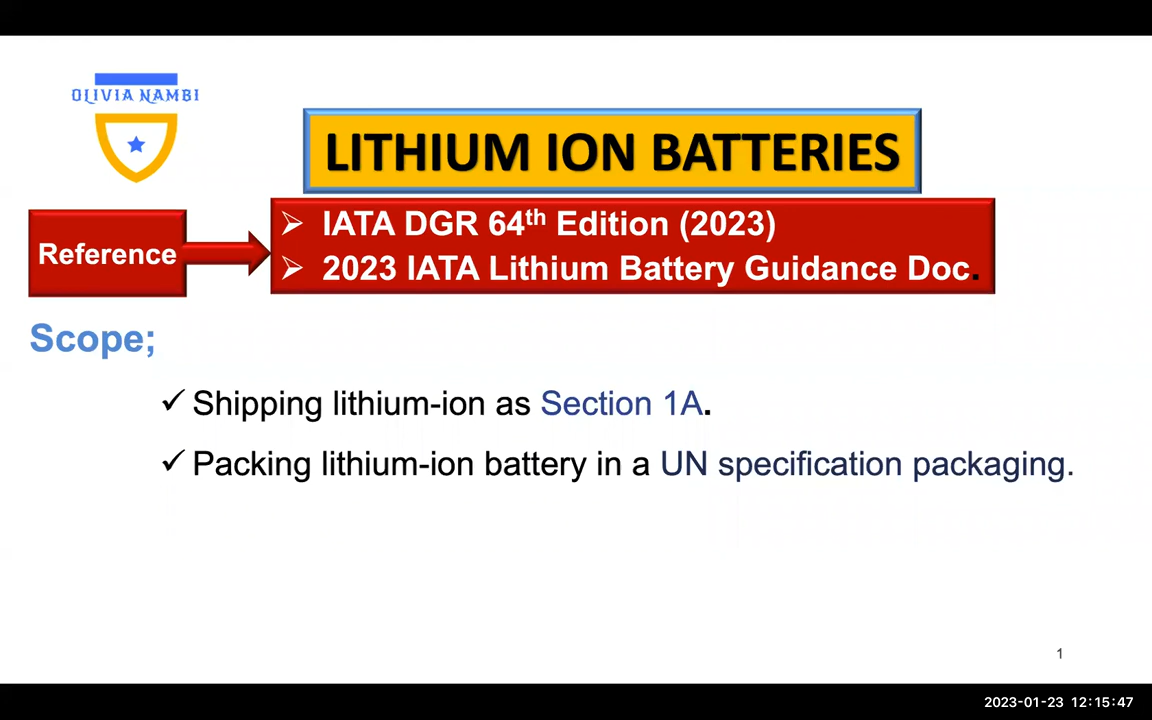 OLIVIA NAMBI
LITHIUM ION BATTERIES
Reference
➢ IATA DGR 64th Edition (2023)
➢ 2023 IATA Lithium Battery Guidance Doc.
Scope;
✓ Shipping lithium-ion as Section 1A.
✓ Packing lithium-ion battery in a UN specification packaging.
1
2023-01-23 12:15:47